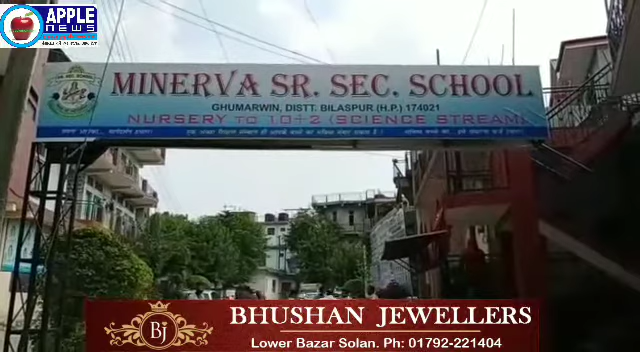 APPLE
NEWS
MINERVA SR. SEC. SCHOOL
GHUMARWIN, DISTT. BILASPUR (H.P.) 174021
NURSERY TO 10+2 (SCIENCE STREAM)
BJ
BHUSHAN JEWELLERS
Lower Bazar Solan. Ph: 01792-221404